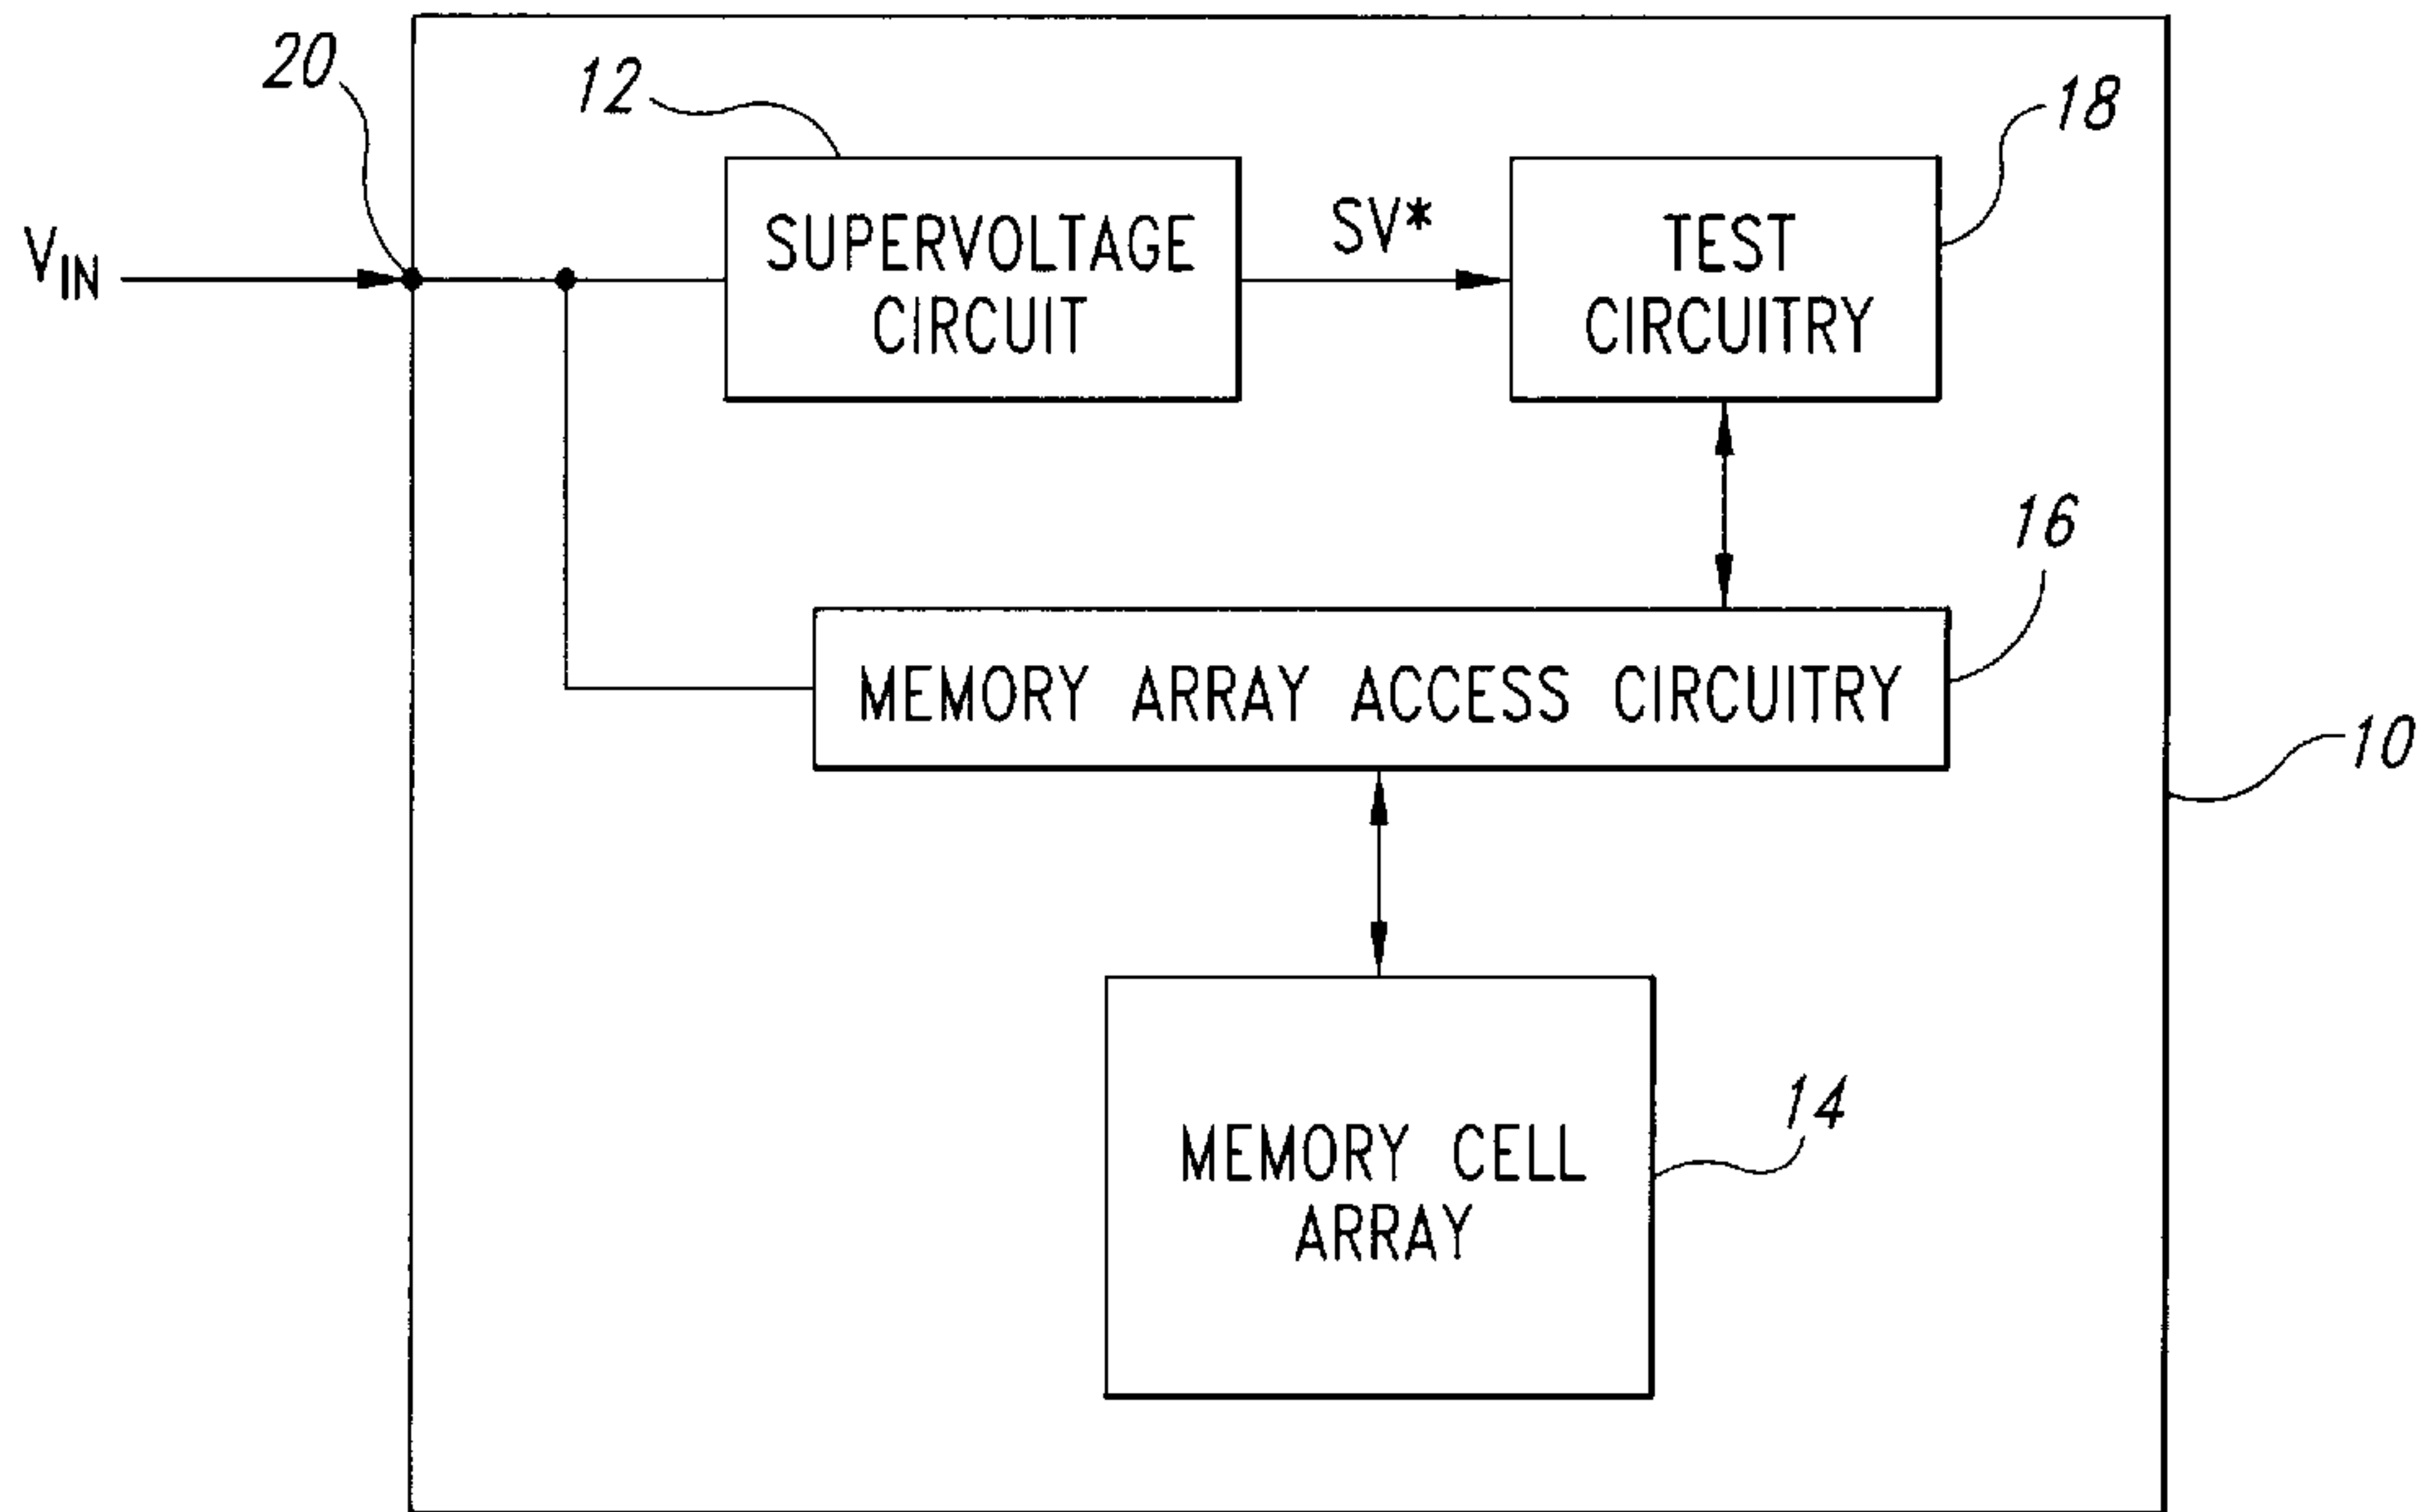 20
12
18
V_IN
SUPERVOLTAGE
CIRCUIT
SV*
TEST
CIRCUITRY
16
MEMORY ARRAY ACCESS CIRCUITRY
10
14
MEMORY CELL
ARRAY